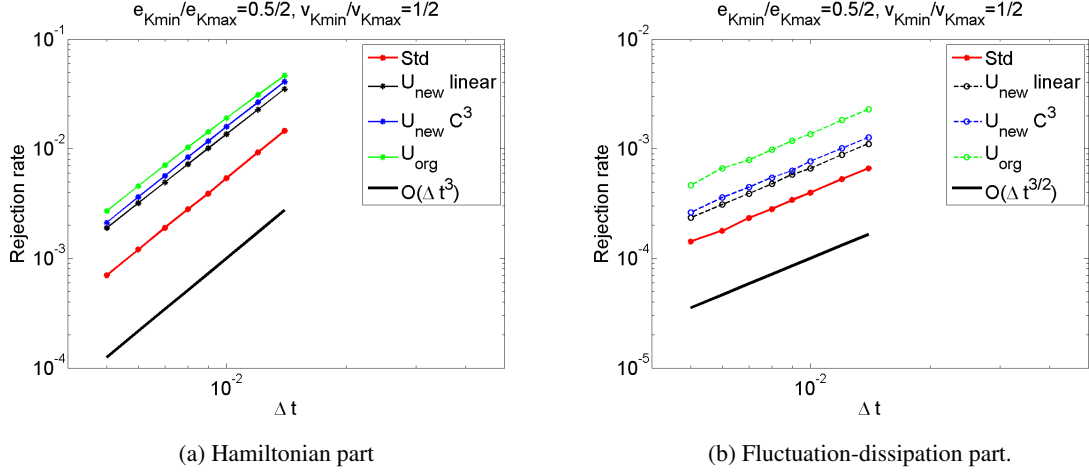 e_Kmin/e_Kmax=0.5/2, v_Kmin/v_Kmax=1/2
10^-1
10^-2
10^-3
10^-4
Rejection rate
Std
U_new linear
U_new C^3
U_org
O(Δ t^3)
10^-2
Δ t
(a) Hamiltonian part
e_Kmin/e_Kmax=0.5/2, v_Kmin/v_Kmax=1/2
10^-2
10^-3
10^-4
10^-5
Rejection rate
Std
U_new linear
U_new C^3
U_org
O(Δ t^3/2)
10^-2
Δ t
(b) Fluctuation-dissipation part.